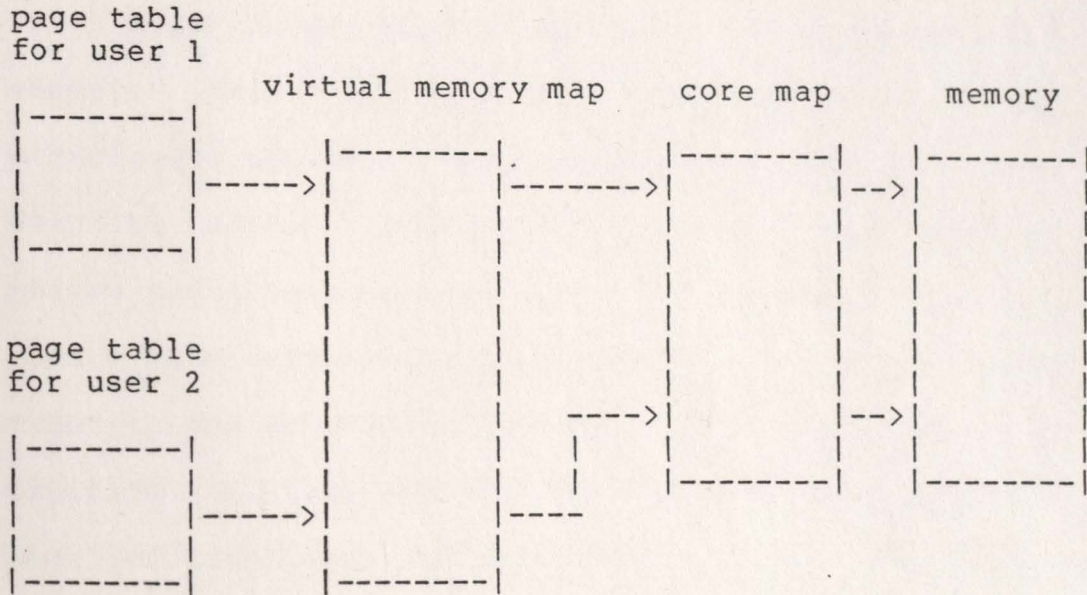 page table
for user 1
virtual memory map
core map
memory
page table
for user 2